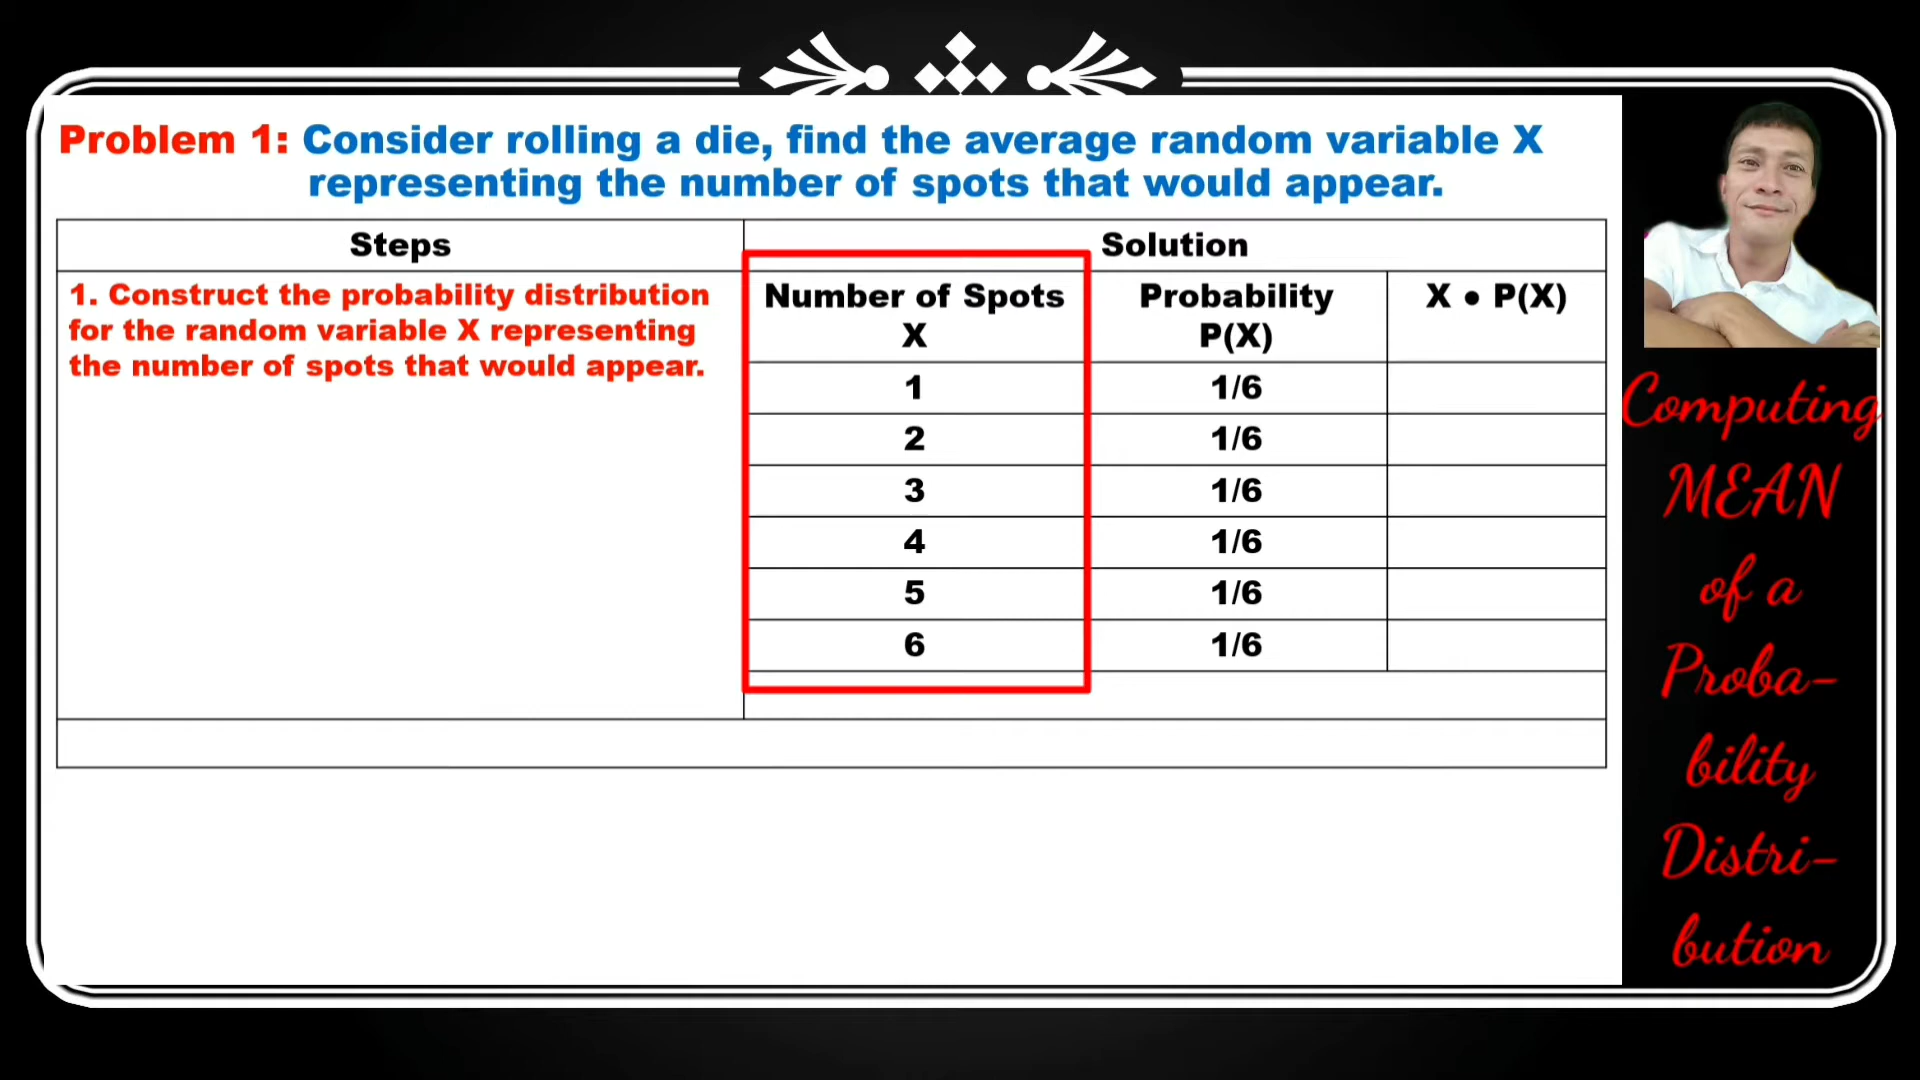 Problem 1: Consider rolling a die, find the average random variable X
representing the number of spots that would appear.
Steps
Solution
1. Construct the probability distribution
for the random variable X representing
the number of spots that would appear.
Number of Spots
X
Probability
P(X)
X ● P(X)
1 1/6
2 1/6
3 1/6
4 1/6
5 1/6
6 1/6
Computing
MEAN
of a
Proba-
bility
Distri-
bution